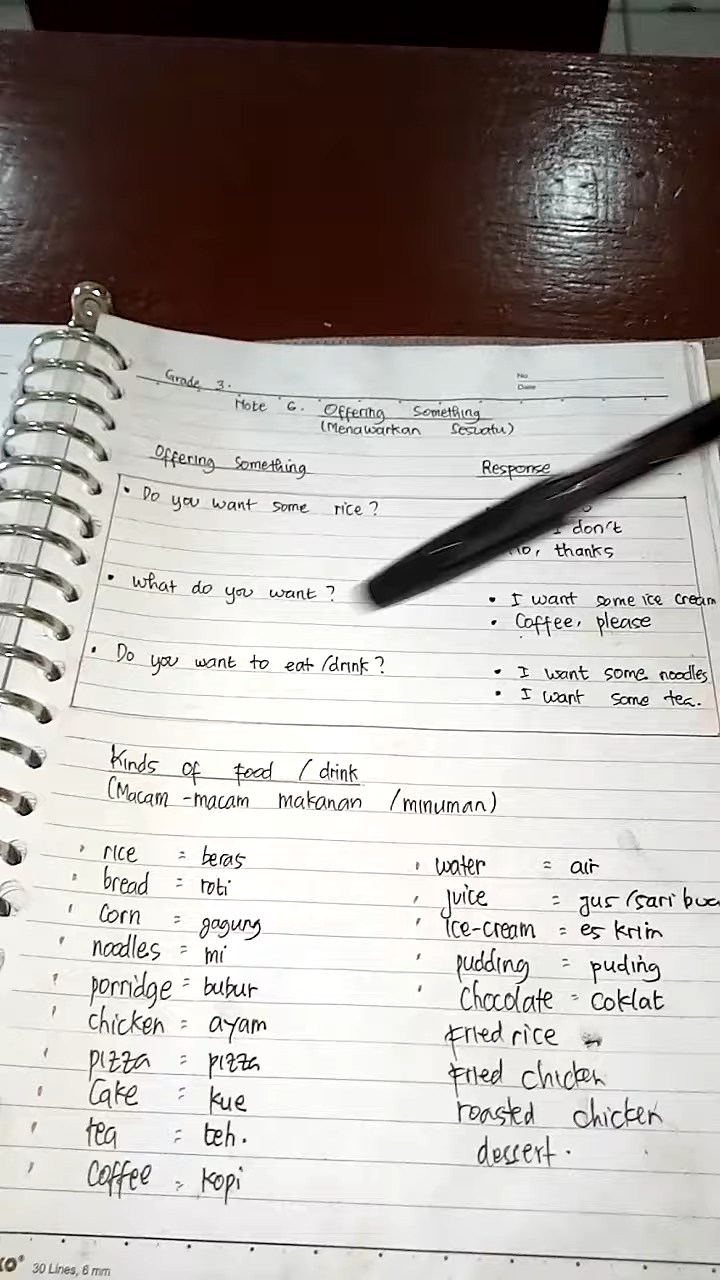 Grade 3.
No
Date
Note 6. Offering Something
(Menawarkan Sesuatu)
Offering Something
Response
• Do you want some rice?
I don't
No, thanks
• What do you want?
• I want some ice cream
• Coffee, please
• Do you want to eat/drink?
• I want some noodles
• I want some tea.
Kinds of food / drink
(Macam-macam makanan /minuman)
rice = beras
bread = roti
Corn = gagung
noodles = mi
porridge = bubur
chicken = ayam
pizza = pizza
Cake = kue
tea = teh.
Coffee = kopi
water = air
juice = jus /sari
Ice-cream = es krim
pudding = puding
Chocolate = Coklat
Fried rice
Fried chicken
roasted chicken
dessert.
30 Lines, 6 mm